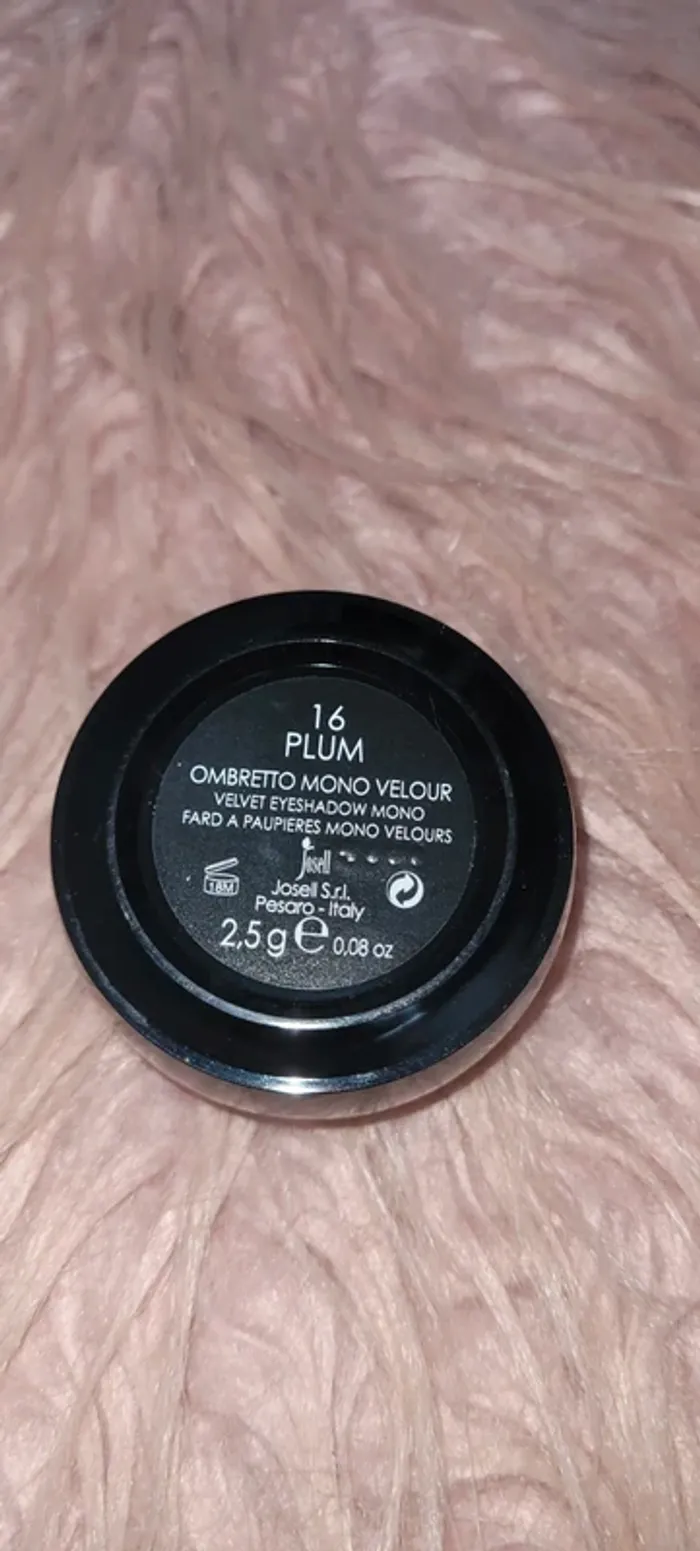 16
PLUM
OMBRETTO MONO VELOUR
VELVET EYESHADOW MONO
FARD A PAUPIERES MONO VELOURS
Josell
18M
Josell S.r.l.
Pesaro - Italy
2,5 g e 0,08 oz